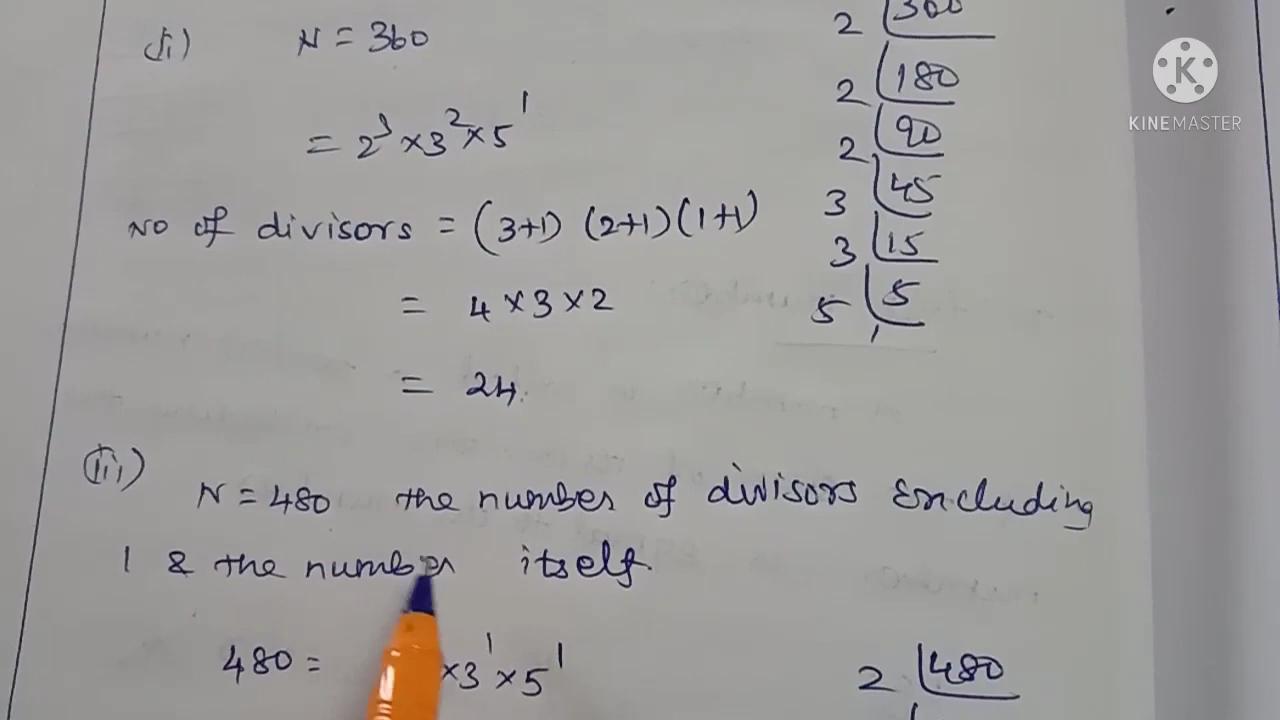 (ii) N = 360
= 2³ × 3² × 5¹
No of divisors = (3+1) (2+1) (1+1)
= 4 × 3 × 2
= 24.
2 | 360
2 | 180
2 | 90
3 | 45
3 | 15
5 | 5
1
K
KINEMASTER
(iii) N = 480 the number of divisors Excluding
1 & the number itself.
480 = ×3¹ × 5¹
2 | 480